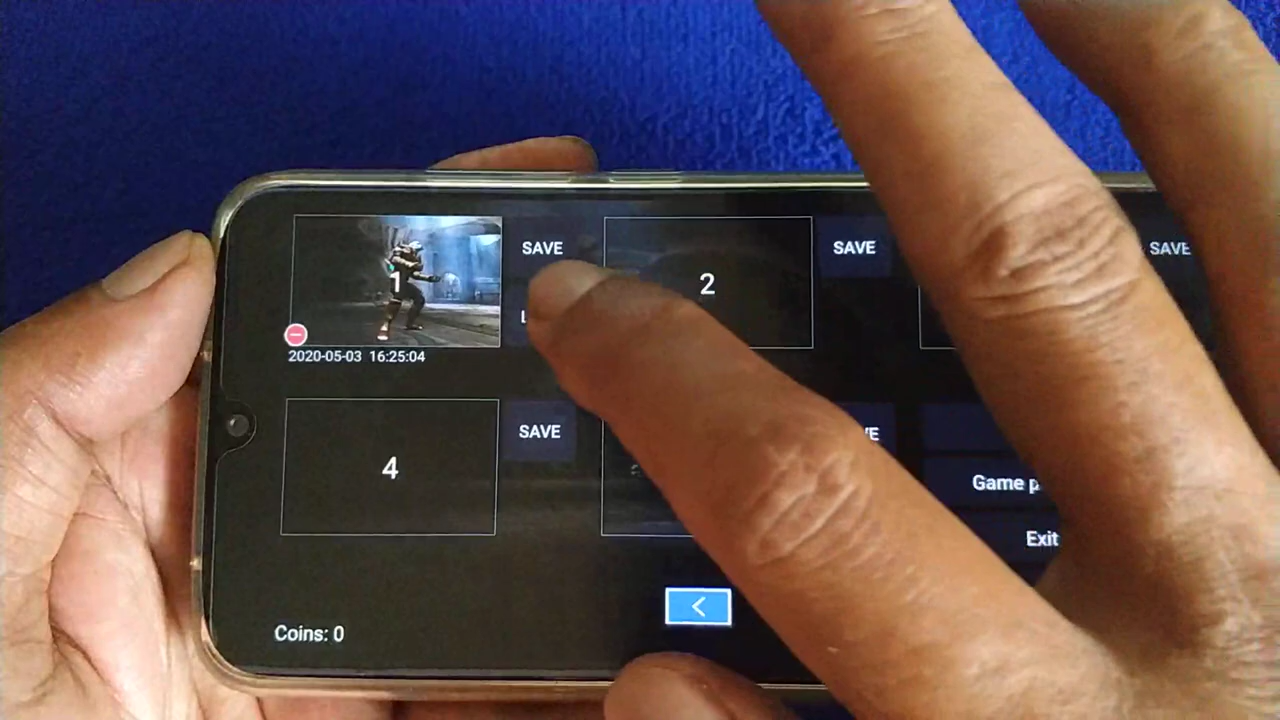 SAVE
SAVE
SAVE
1
2
2020-05-03 16:25:04
SAVE
4
Game
Exit
<
Coins: 0